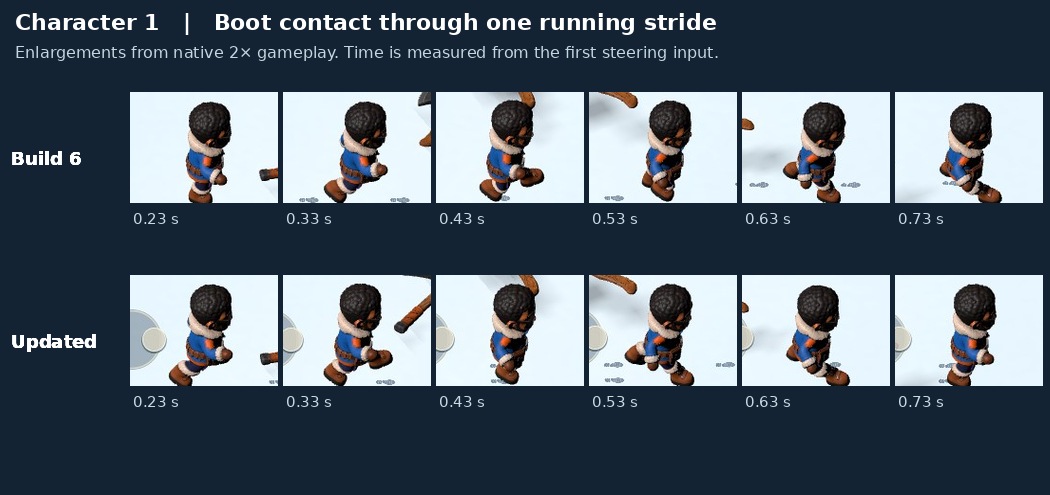 Character 1 | Boot contact through one running stride
Enlargements from native 2× gameplay. Time is measured from the first steering input.
Build 6
0.23 s 0.33 s 0.43 s 0.53 s 0.63 s 0.73 s
Updated
0.23 s 0.33 s 0.43 s 0.53 s 0.63 s 0.73 s